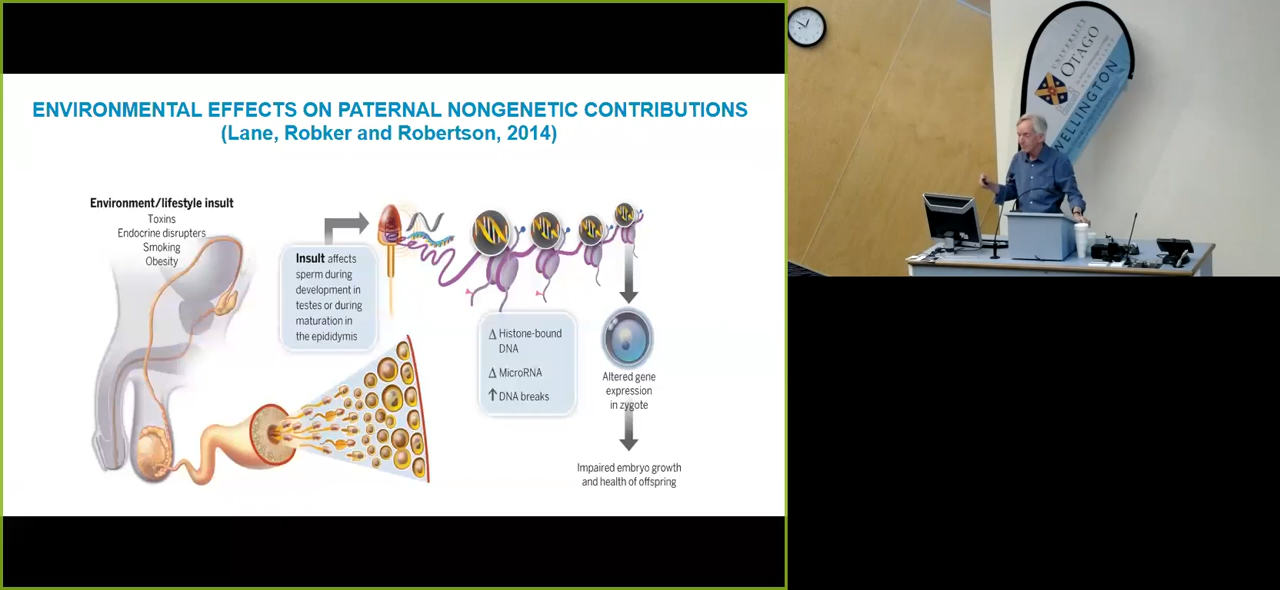 ENVIRONMENTAL EFFECTS ON PATERNAL NONGENETIC CONTRIBUTIONS
(Lane, Robker and Robertson, 2014)
Environment/lifestyle insult
Toxins
Endocrine disrupters
Smoking
Obesity
Insult affects
sperm during
development in
testes or during
maturation in
the epididymis
Δ Histone-bound
DNA
Δ MicroRNA
↑ DNA breaks
Altered gene
expression
in zygote
Impaired embryo growth
and health of offspring
UNIVERSITY
OTAGO
WELLINGTON